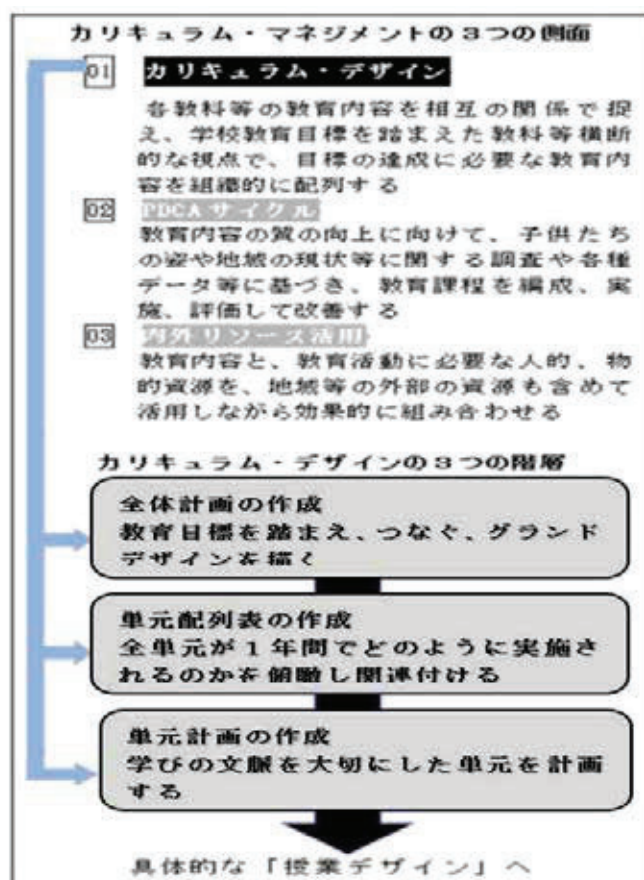 カリキュラム・マネジメントの3つの側面
01 カリキュラム・デザイン
各教科等の教育内容を相互の関係で捉
え、学校教育目標を踏まえた教科等横断
的な視点で、目標の達成に必要な教育内
容を組織的に配列する
02 PDCAサイクル
教育内容の質の向上に向けて、子供たち
の姿や地域の現状等に関する調査や各種
データ等に基づき、教育課程を編成、実
施、評価して改善する
03 内外リソース活用
教育内容と、教育活動に必要な人的、物
的資源を、地域等の外部の資源も含めて
活用しながら効果的に組み合わせる
カリキュラム・デザインの3つの階層
全体計画の作成
教育目標を踏まえ、つなぐ、グランド
デザインを描く
単元配列表の作成
全単元が1年間でどのように実施さ
れるのかを俯瞰し関連付ける
単元計画の作成
学びの文脈を大切にした単元を計画
する
具体的な「授業デザイン」へ